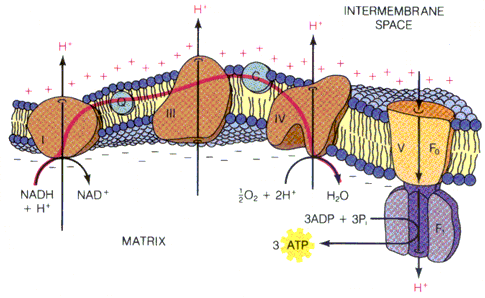 H⁺
INTERMEMBRANE
SPACE
H⁺
H⁺
Q
C
I
III
IV
V
F₀
F₁
NADH
+ H⁺
NAD⁺
½O₂ + 2H⁺
H₂O
3ADP + 3Pᵢ
3 ATP
MATRIX
H⁺